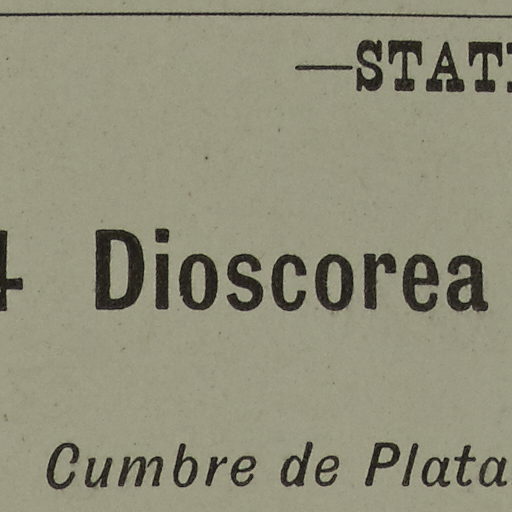 —STAT
4 Dioscorea
Cumbre de Plata